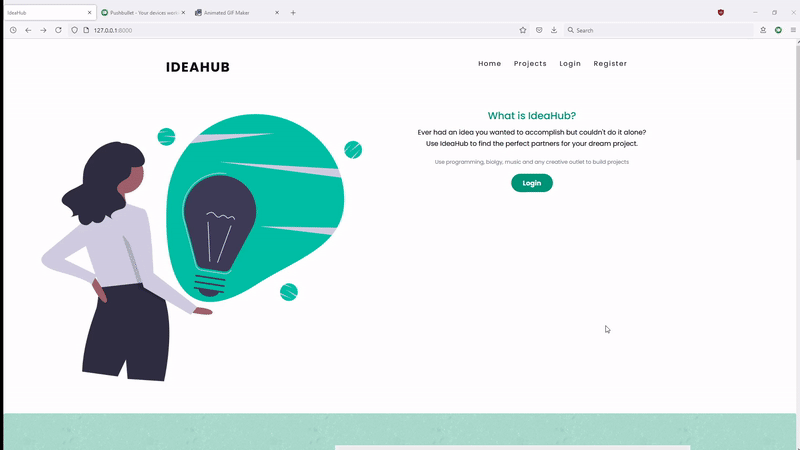 IdeaHub
Pushbullet - Your devices work
Animated GIF Maker
127.0.0.1:8000
Search
IDEAHUB
Home Projects Login Register
What is IdeaHub?
Ever had an idea you wanted to accomplish but couldn't do it alone?
Use IdeaHub to find the perfect partners for your dream project.
Use programming, biolgy, music and any creative outlet to build projects
Login